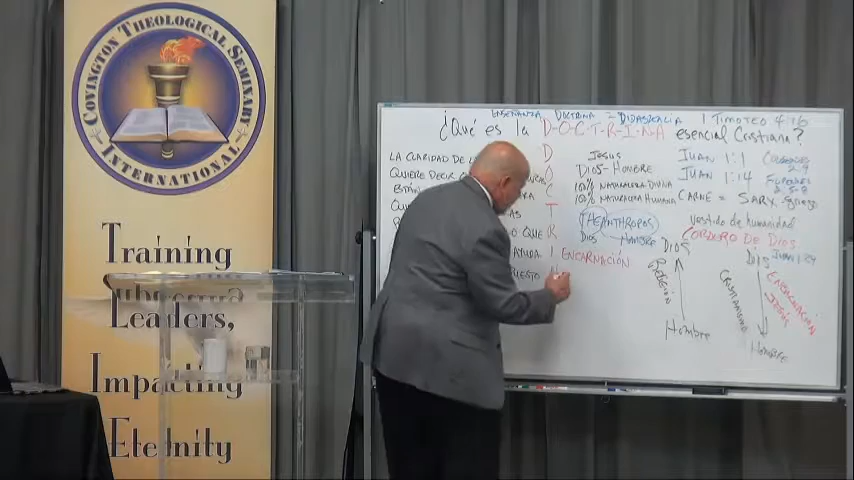 COVINGTON THEOLOGICAL SEMINARY
INTERNATIONAL
Training
Leaders,
Impacting
Eternity
ENSEÑANZA DOCTRINA = DIDASKALIA 1 TIMOTEO 4:16
¿Qué es la D-O-C-T-R-I-N-A esencial Cristiana?
LA CLARIDAD DE
QUIERE DECIR
QUE
AYUDA
D
O
C
T
R
I ENCARNACIÓN
JESUS
DIOS-HOMBRE
100% NATURALEZA DIVINA
100% NATURALEZA HUMANA
THEANTHROPOS
DIOS HOMBRE
JUAN 1:1
JUAN 1:14
COLOSENSES
2:9
FILIPENSES
2:5-8
CARNE = SARX
vestido de humanidad
CORDERO DE DIOS
JUAN 1:29
DIOS
RELIGIÓN
Hombre
DIOS
CRISTIANISMO
ENCARNACIÓN
JESÚS
Hombre